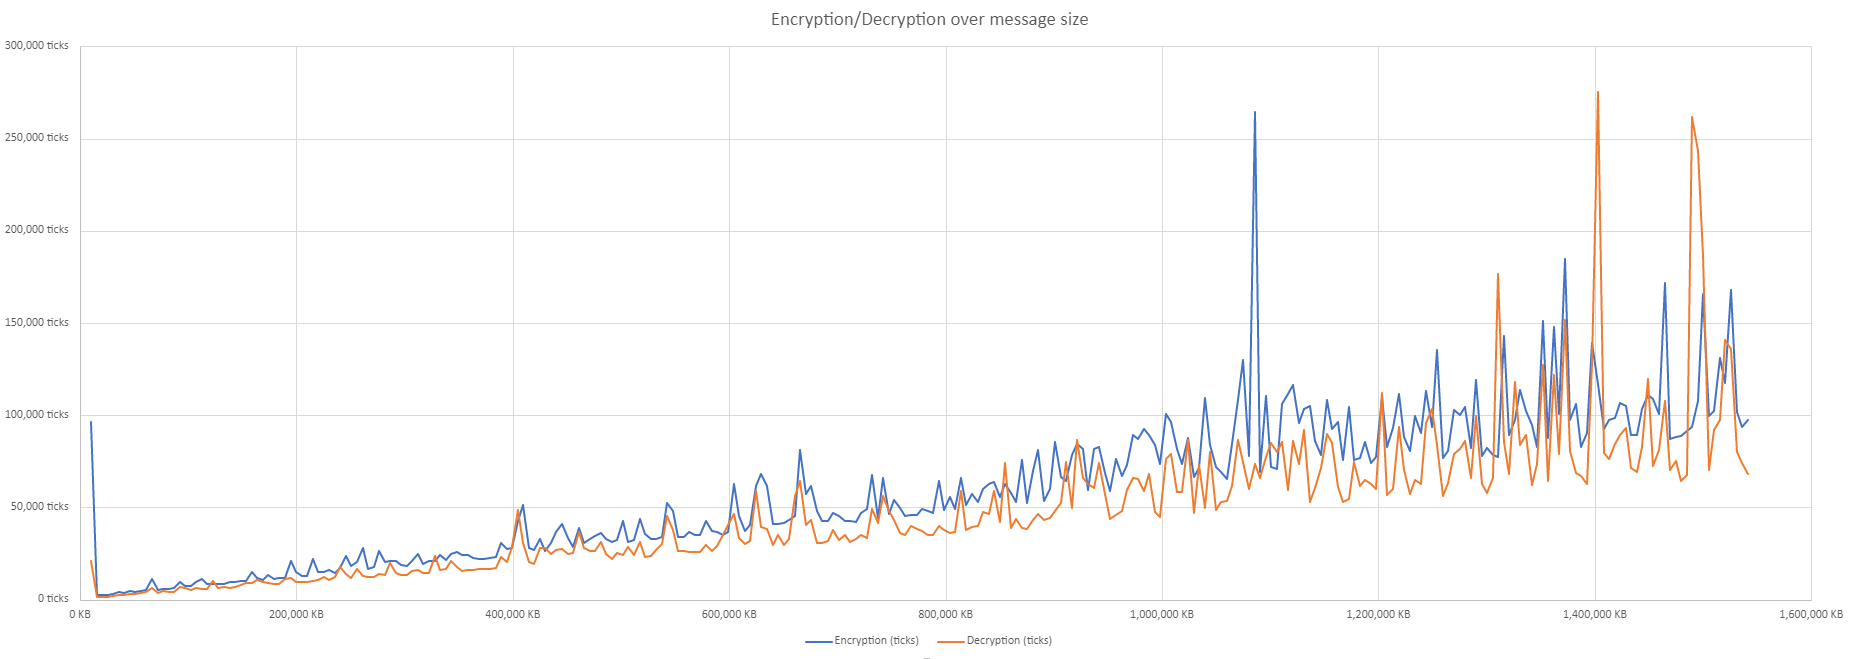 Encryption/Decryption over message size
300,000 ticks
250,000 ticks
200,000 ticks
150,000 ticks
100,000 ticks
50,000 ticks
0 ticks
0 KB
200,000 KB
400,000 KB
600,000 KB
800,000 KB
1,000,000 KB
1,200,000 KB
1,400,000 KB
1,600,000 KB
Encryption (ticks)
Decryption (ticks)